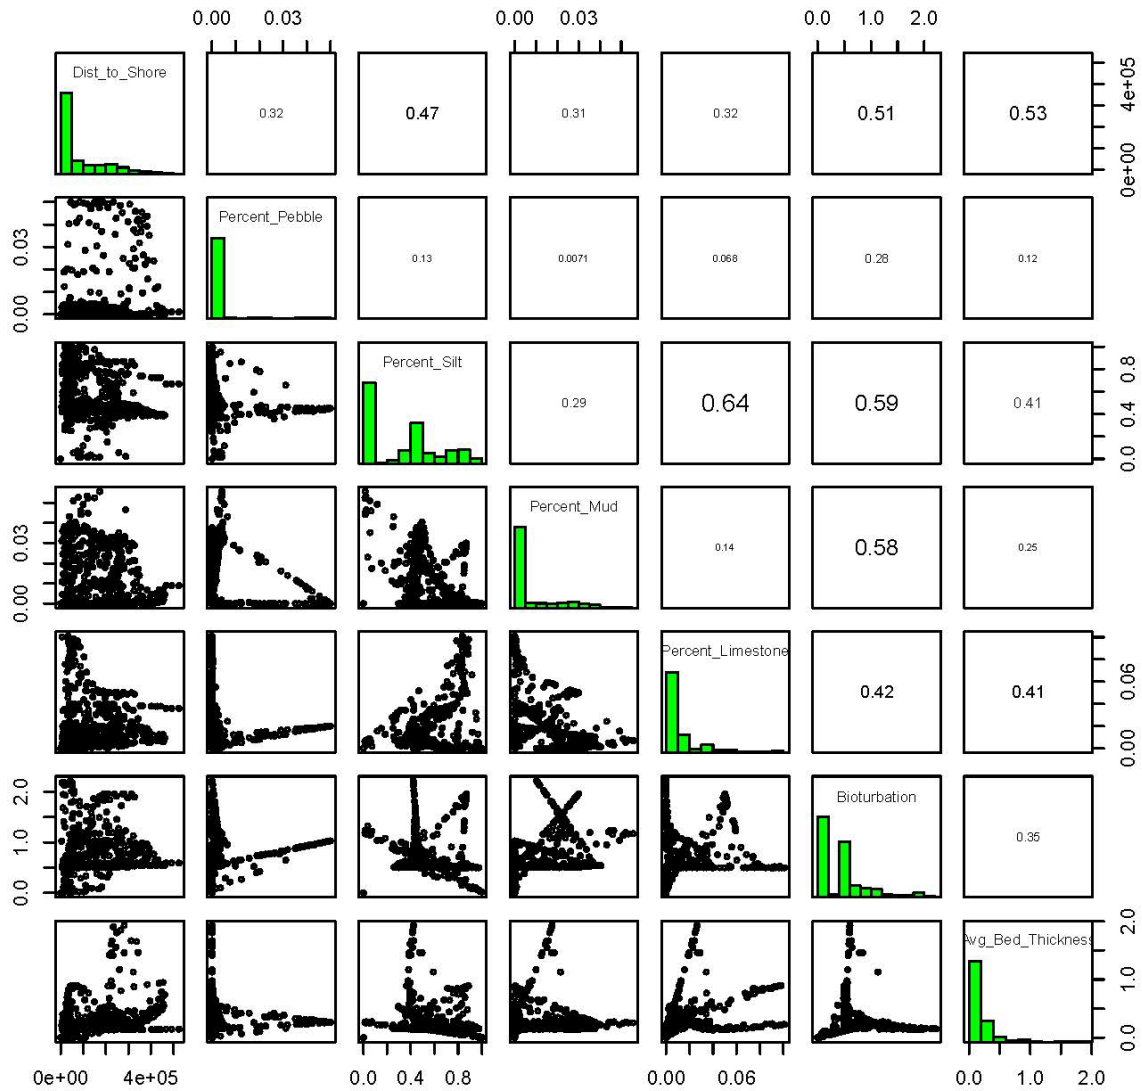 0.00 0.03 0.00 0.03 0.0 1.0 2.0
Dist_to_Shore
0.32 0.47 0.31 0.32 0.51 0.53
0e+00 4e+05
Percent_Pebble
0.13 0.0071 0.068 0.28 0.12
0.00 0.03
Percent_Silt
0.29 0.64 0.59 0.41
0.0 0.4 0.8
Percent_Mud
0.14 0.58 0.25
0.00 0.03
Percent_Limestone
0.42 0.41
0.00 0.06
Bioturbation
0.35
0.0 1.0 2.0
Avg_Bed_Thickness
0.0 1.0 2.0
0e+00 4e+05 0.0 0.4 0.8 0.00 0.06 0.0 1.0 2.0